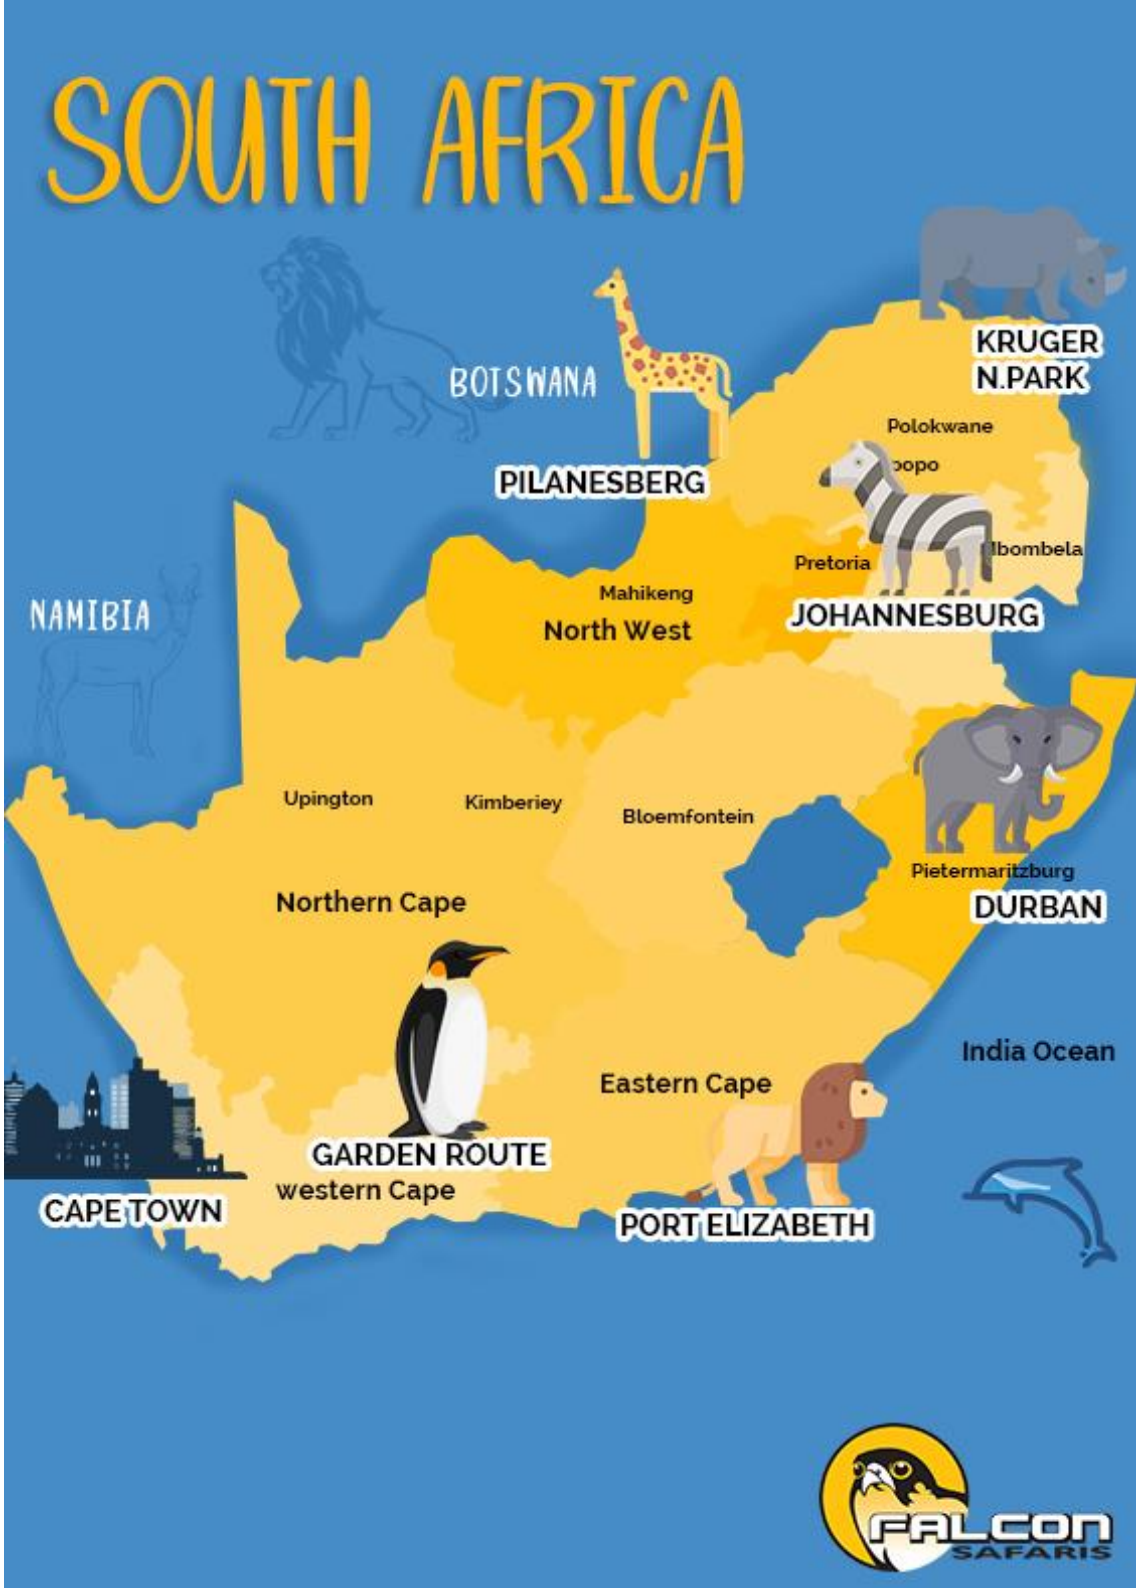 SOUTH AFRICA
KRUGER
N.PARK
BOTSWANA
Polokwane
PILANESBERG
popo
Pretoria
lbombela
Mahikeng
NAMIBIA
JOHANNESBURG
North West
Upington
Kimberiey
Bloemfontein
Pietermaritzburg
Northern Cape
DURBAN
India Ocean
Eastern Cape
GARDEN ROUTE
western Cape
CAPE TOWN
PORT ELIZABETH
FALCON
SAFARIS